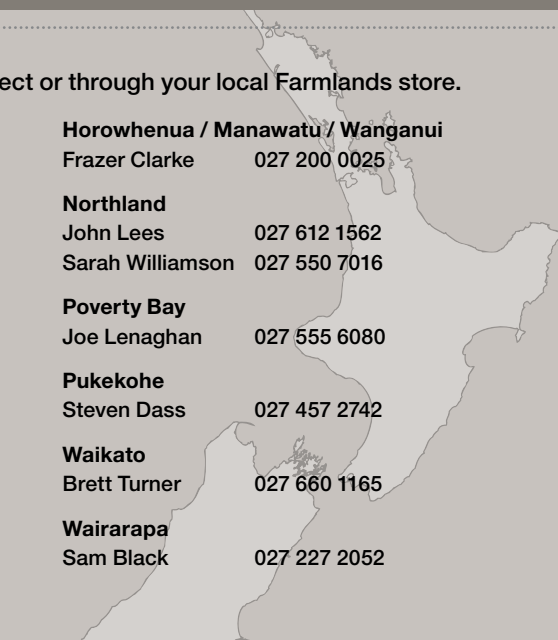 ect or through your local Farmlands store.
Horowhenua / Manawatu / Wanganui
Frazer Clarke 027 200 0025
Northland
John Lees 027 612 1562
Sarah Williamson 027 550 7016
Poverty Bay
Joe Lenaghan 027 555 6080
Pukekohe
Steven Dass 027 457 2742
Waikato
Brett Turner 027 660 1165
Wairarapa
Sam Black 027 227 2052